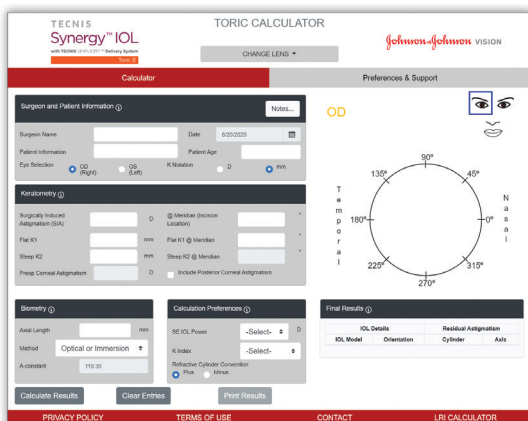 TECNIS
Synergy™ IOL
with TECNIS SIMPLICITY™ Delivery System
Toric II
TORIC CALCULATOR
CHANGE LENS
Johnson & Johnson VISION
Calculator
Preferences & Support
Surgeon and Patient Information
Notes...
Surgeon Name
Date
8/20/2020
Patient Information
Patient Age
Eye Selection
OD (Right)
OS (Left)
K Notation
D
mm
Keratometry
Surgically Induced Astigmatism (SIA)
D
@ Meridian (Incision Location)
°
Flat K1
mm
Flat K1 @ Meridian
°
Steep K2
mm
Steep K2 @ Meridian
°
Preop Corneal Astigmatism
D
Include Posterior Corneal Astigmatism
Biometry
Axial Length
mm
Method
Optical or Immersion
A-constant
119.30
Calculation Preferences
SE IOL Power
-Select-
D
K Index
-Select-
Refractive Cylinder Convention
Plus
Minus
Calculate Results
Clear Entries
Print Results
OD
90°
135°
45°
Temporal
180°
0°
Nasal
225°
315°
270°
Final Results
IOL Details
Residual Astigmatism
IOL Model
Orientation
Cylinder
Axis
PRIVACY POLICY
TERMS OF USE
CONTACT
LRI CALCULATOR